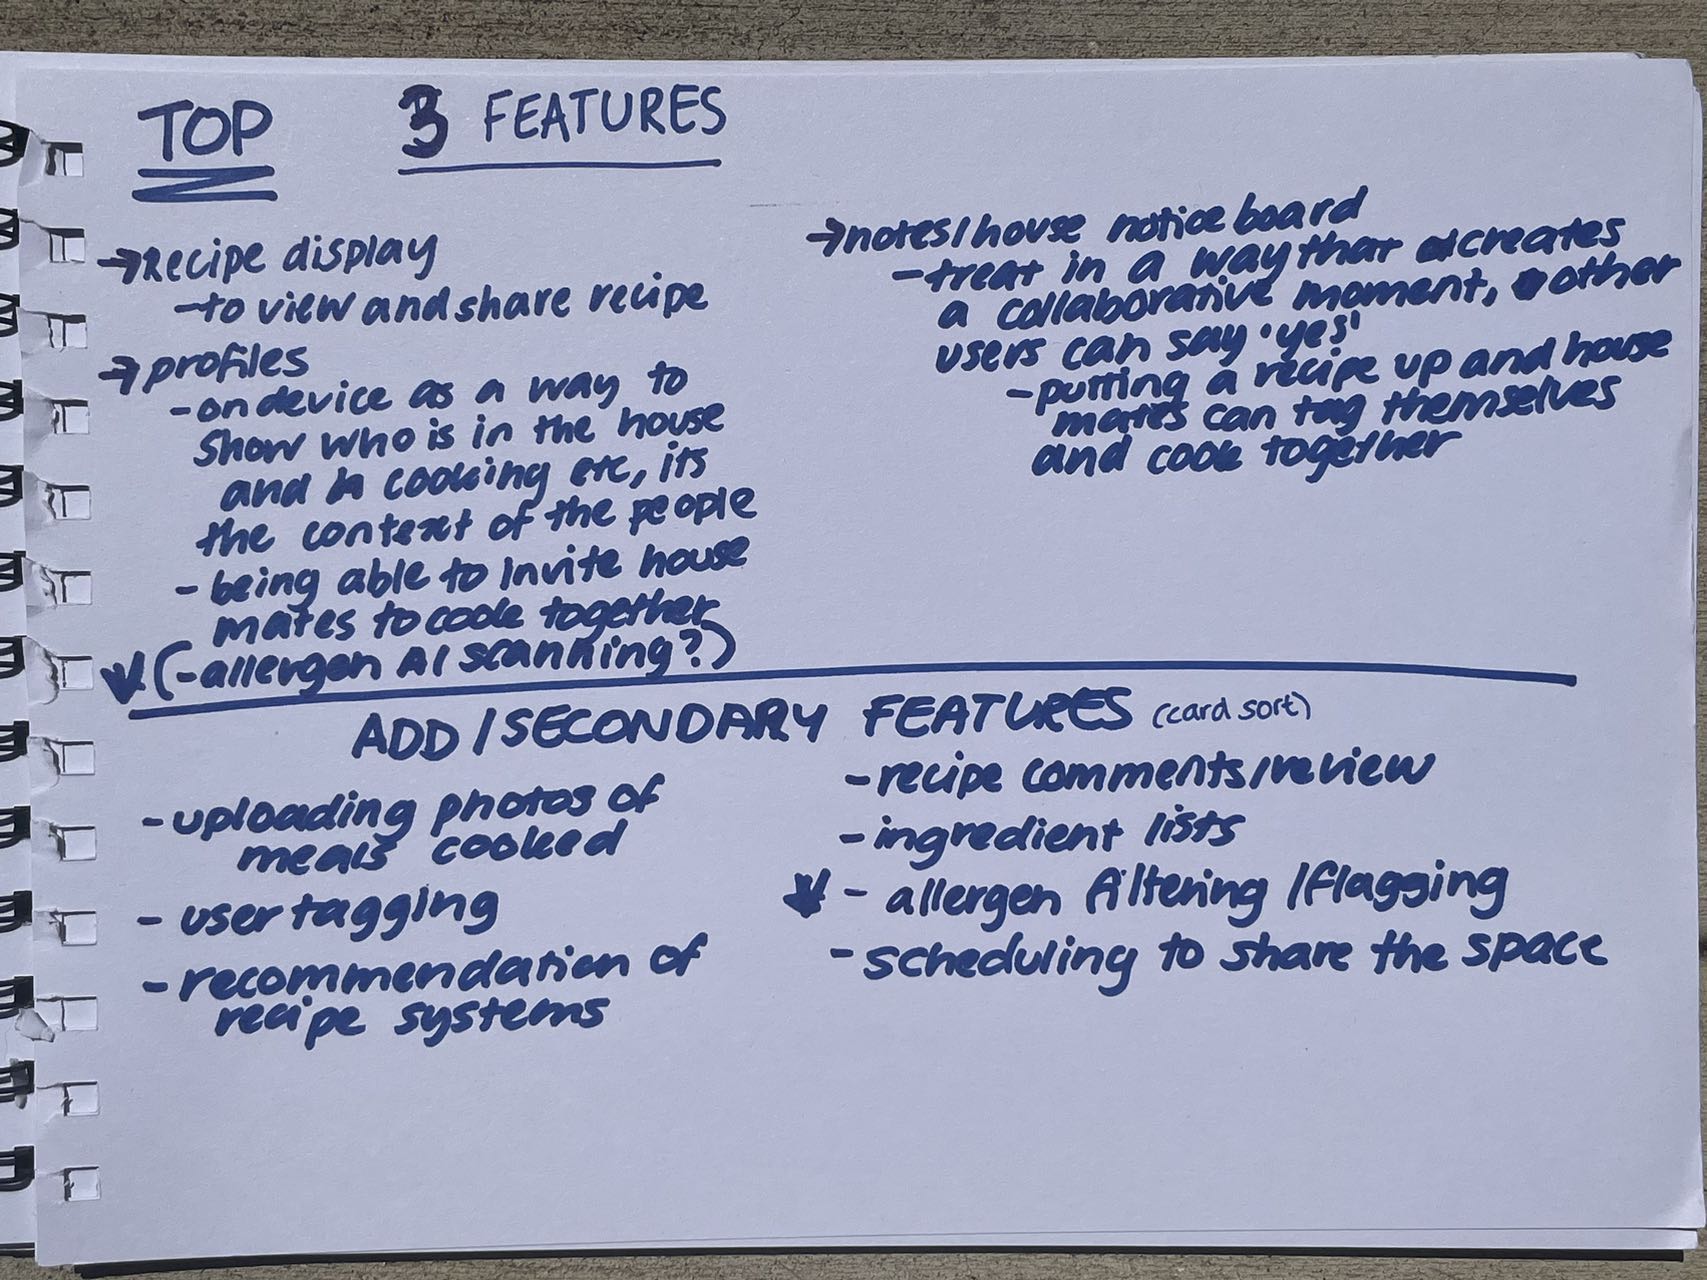 TOP 3 FEATURES
→Recipe display
-to view and share recipe
→profiles
-on device as a way to
show who is in the house
and is cooking etc, its
the context of the people
- being able to invite house
mates to cook together
↓(-allergen AI scanning?)
→notes/house notice board
-treat in a way that creates
a collaborative moment, other
users can say 'yes'
-putting a recipe up and house
mates can tag themselves
and cook together
ADD/SECONDARY FEATURES (card sort)
-uploading photos of
meals cooked
- user tagging
-recommendation of
recipe systems
-recipe comments/review
-ingredient lists
↓ - allergen filtering /flagging
-scheduling to share the space